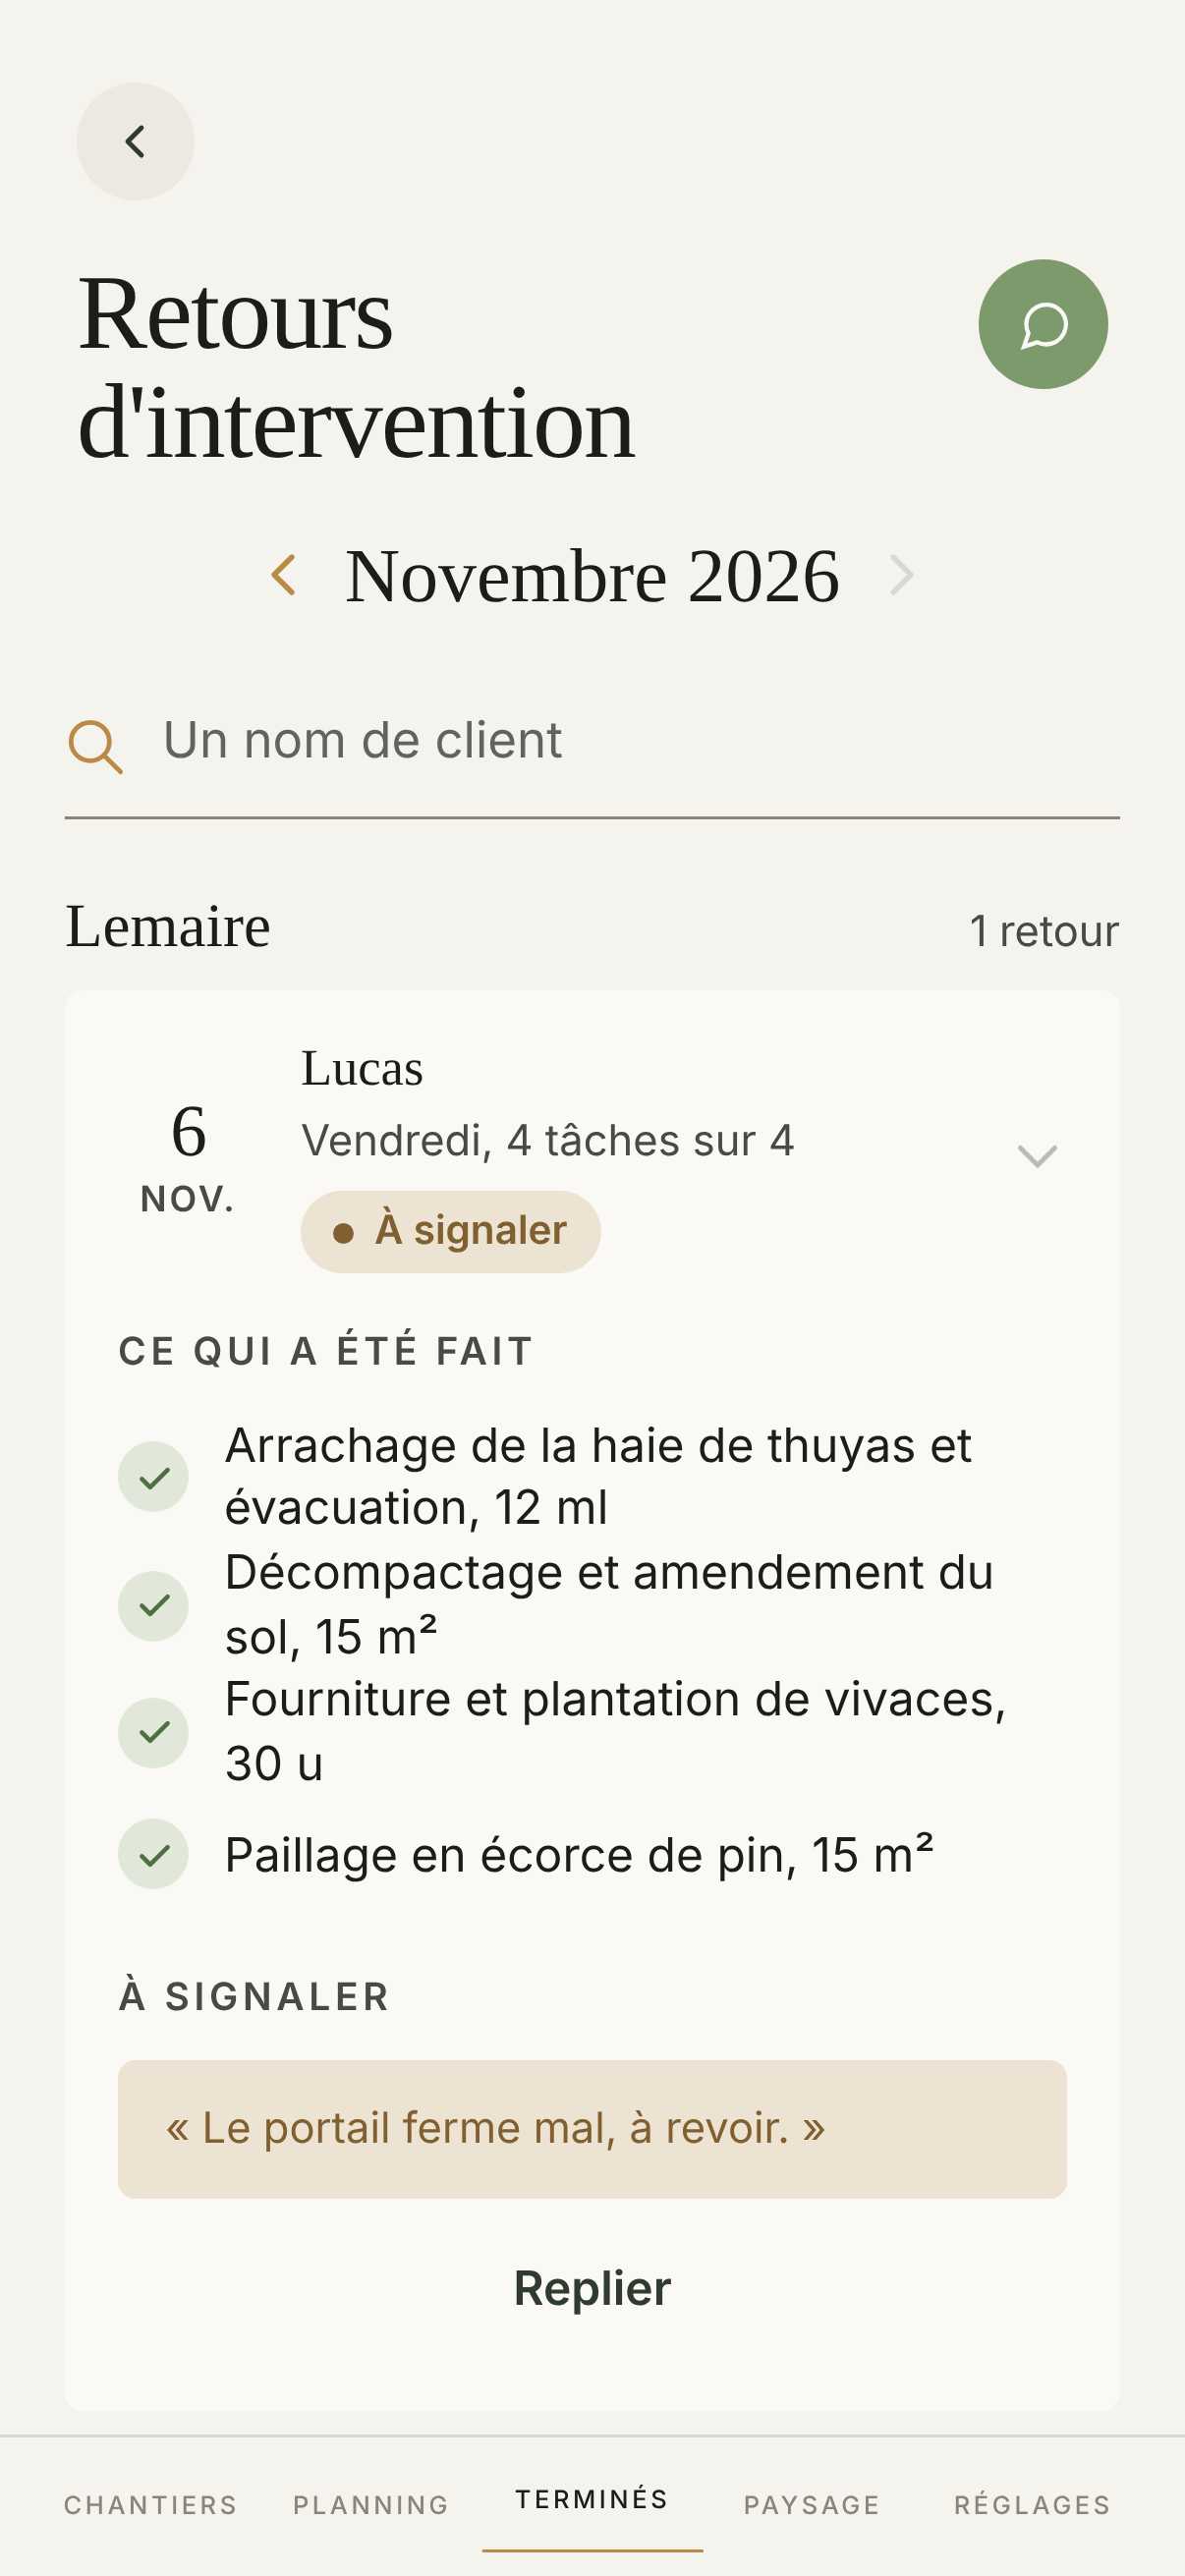 Retours
d'intervention
Novembre 2026
Un nom de client
Lemaire
1 retour
Lucas
6
NOV.
Vendredi, 4 tâches sur 4
À signaler
CE QUI A ÉTÉ FAIT
Arrachage de la haie de thuyas et
évacuation, 12 ml
Décompactage et amendement du
sol, 15 m²
Fourniture et plantation de vivaces,
30 u
Paillage en écorce de pin, 15 m²
À SIGNALER
« Le portail ferme mal, à revoir. »
Replier
CHANTIERS
PLANNING
TERMINÉS
PAYSAGE
RÉGLAGES